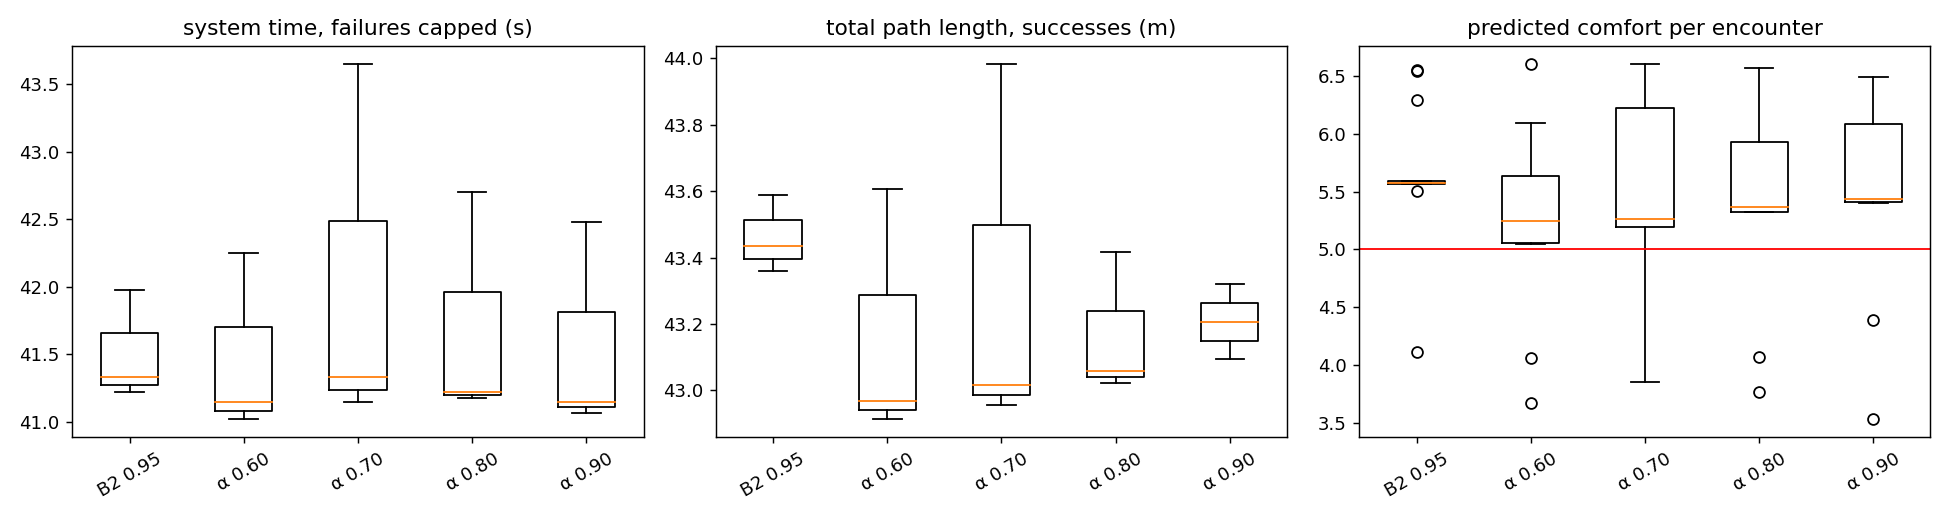 system time, failures capped (s)
43.5
43.0
42.5
42.0
41.5
41.0
B2 0.95
α 0.60
α 0.70
α 0.80
α 0.90
total path length, successes (m)
44.0
43.8
43.6
43.4
43.2
43.0
B2 0.95
α 0.60
α 0.70
α 0.80
α 0.90
predicted comfort per encounter
6.5
6.0
5.5
5.0
4.5
4.0
3.5
B2 0.95
α 0.60
α 0.70
α 0.80
α 0.90